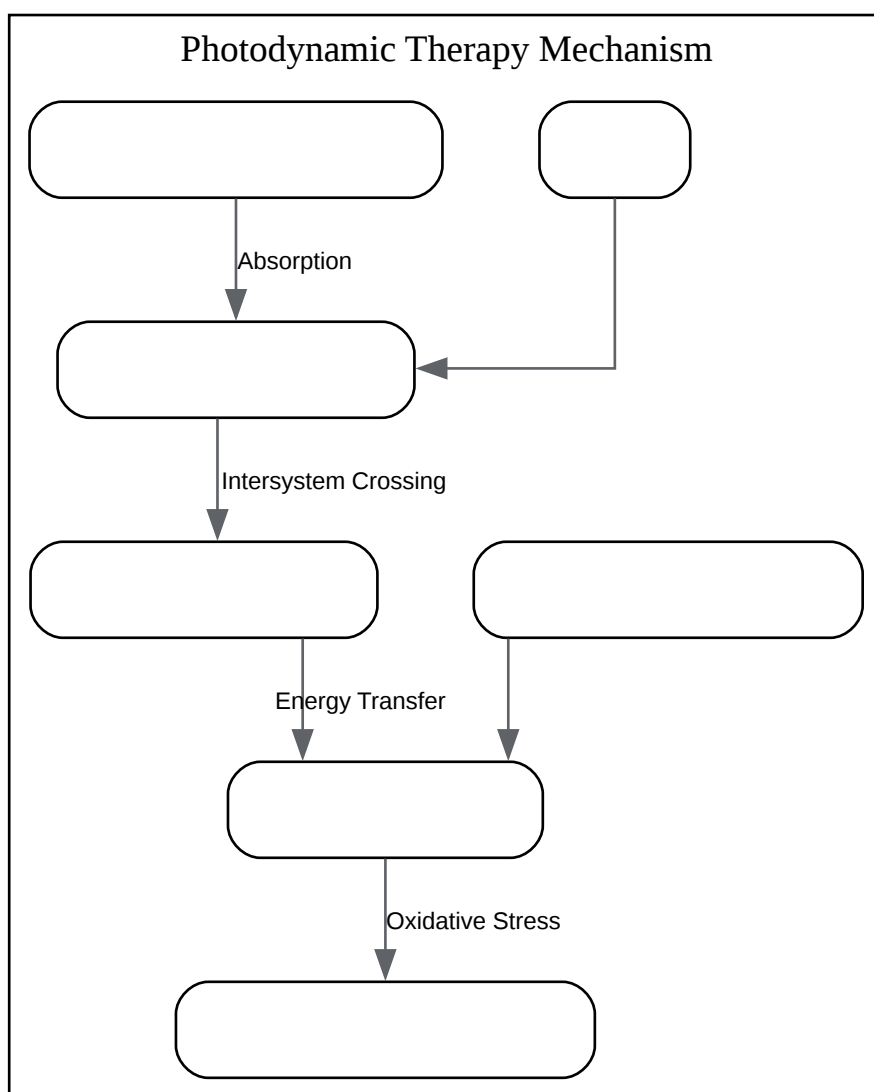 Photodynamic Therapy Mechanism
Absorption
Intersystem Crossing
Energy Transfer
Oxidative Stress